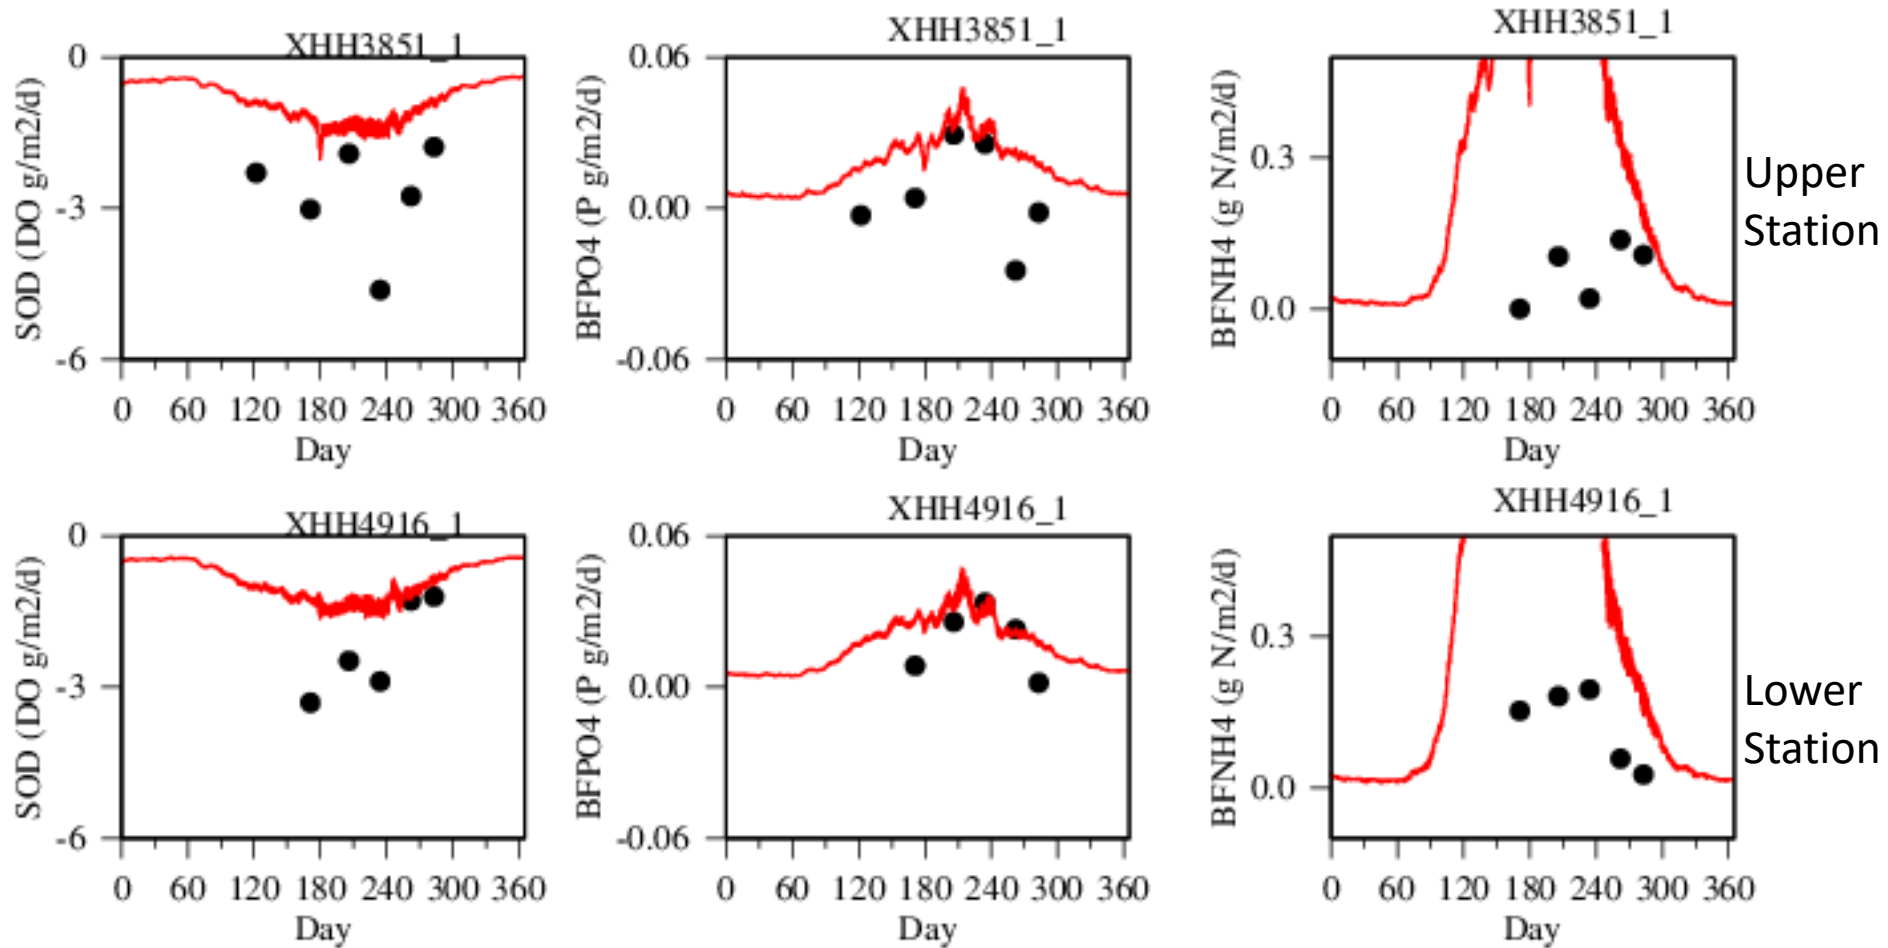 XHH3851_1
0
-3
-6
SOD (DO g/m2/d)
0 60 120 180 240 300 360
Day
XHH3851_1
0.06
0.00
-0.06
BFPO4 (P g/m2/d)
0 60 120 180 240 300 360
Day
XHH3851_1
0.3
0.0
BFNH4 (g N/m2/d)
0 60 120 180 240 300 360
Day
Upper
Station
XHH4916_1
0
-3
-6
SOD (DO g/m2/d)
0 60 120 180 240 300 360
Day
XHH4916_1
0.06
0.00
-0.06
BFPO4 (P g/m2/d)
0 60 120 180 240 300 360
Day
XHH4916_1
0.3
0.0
BFNH4 (g N/m2/d)
0 60 120 180 240 300 360
Day
Lower
Station